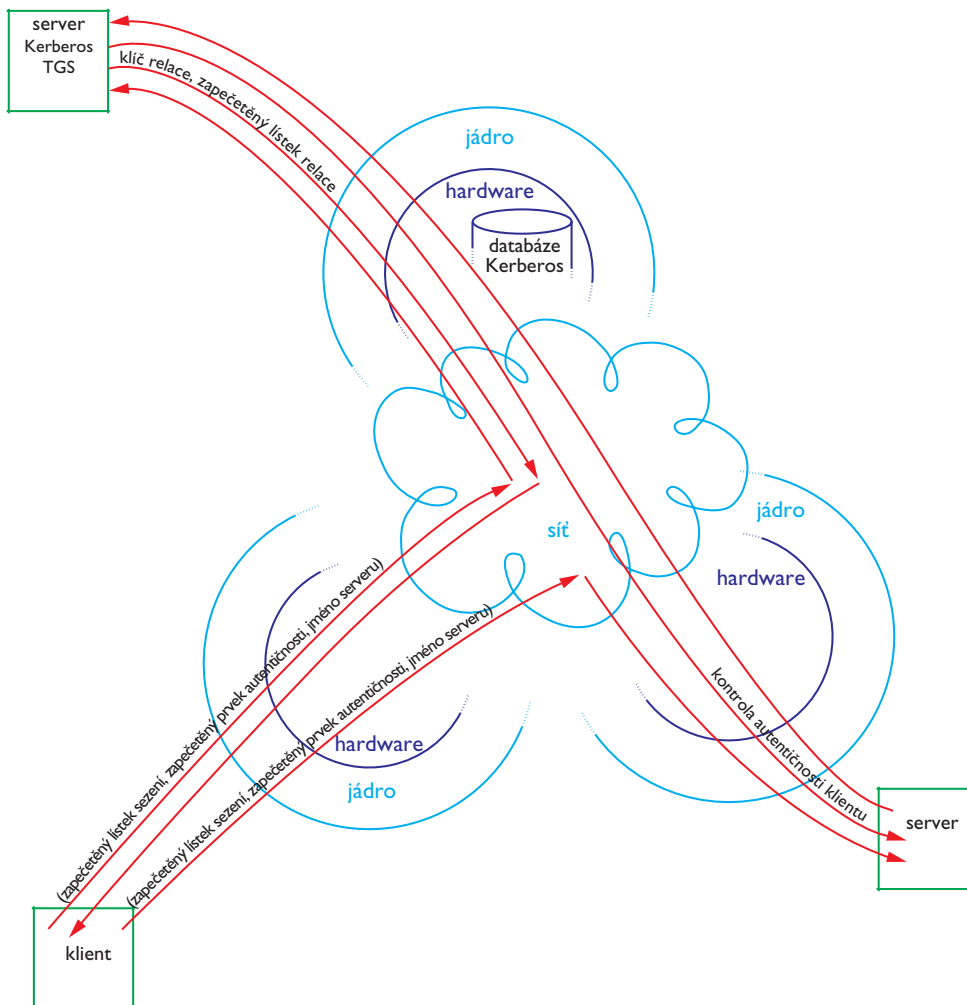 server
Kerberos
TGS
klíč relace, zapečetěný lístek relace
jádro
hardware
databáze
Kerberos
síť
jádro
hardware
(zapečetěný lístek sezení, zapečetěný prvek autentičnosti, jméno serveru)
(zapečetěný lístek sezení, zapečetěný prvek autentičnosti, jméno serveru)
hardware
jádro
kontrola autentičnosti klientu
server
klient